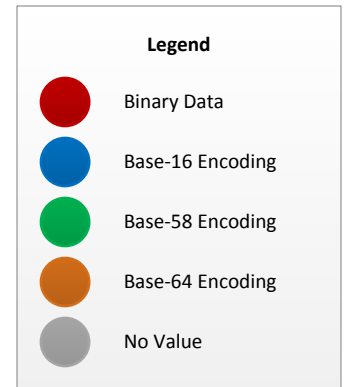 Legend
Binary Data
Base-16 Encoding
Base-58 Encoding
Base-64 Encoding
No Value